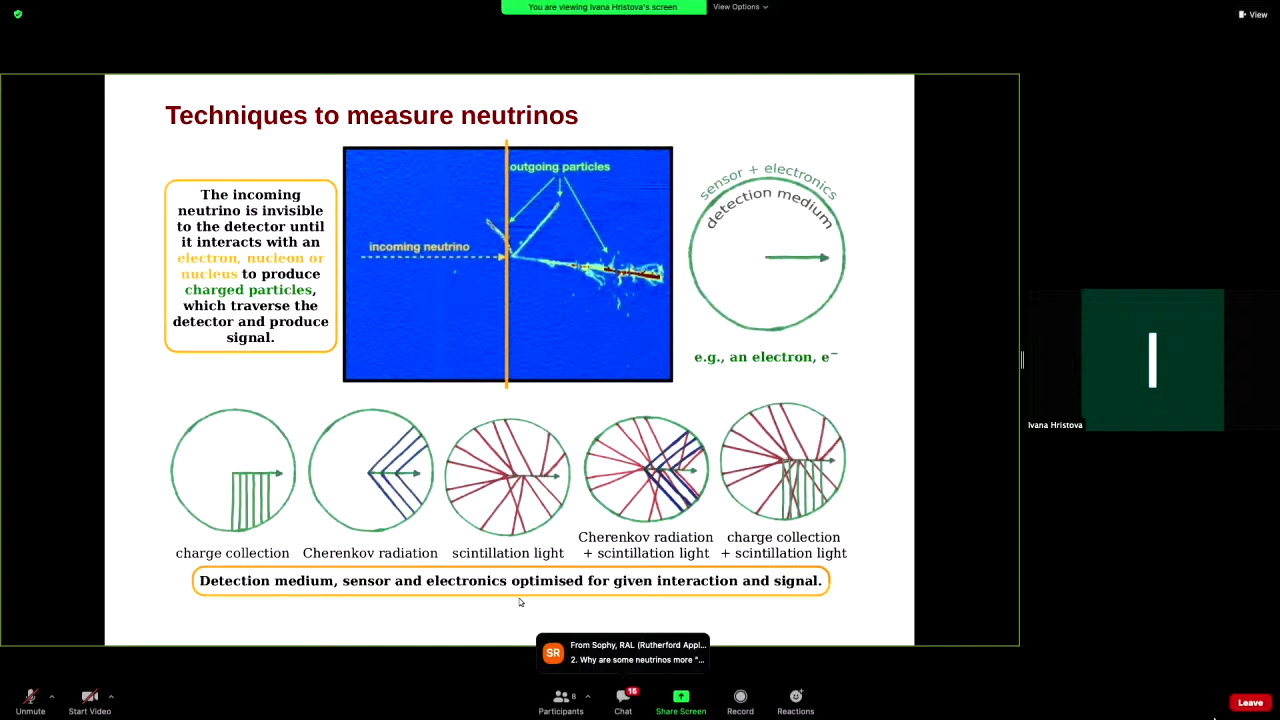 You are viewing Ivana Hristova's screen
View Options
View
Techniques to measure neutrinos
The incoming
neutrino is invisible
to the detector until
it interacts with an
electron, nucleon or
nucleus to produce
charged particles,
which traverse the
detector and produce
signal.
outgoing particles
incoming neutrino
sensor + electronics
detection medium
e.g., an electron, e⁻
charge collection
Cherenkov radiation
scintillation light
Cherenkov radiation
+ scintillation light
charge collection
+ scintillation light
Detection medium, sensor and electronics optimised for given interaction and signal.
I
Ivana Hristova
SR
From Sophy, RAL (Rutherford Appl...
2. Why are some neutrinos more "...
Unmute
Start Video
8
Participants
15
Chat
Share Screen
Record
Reactions
Leave